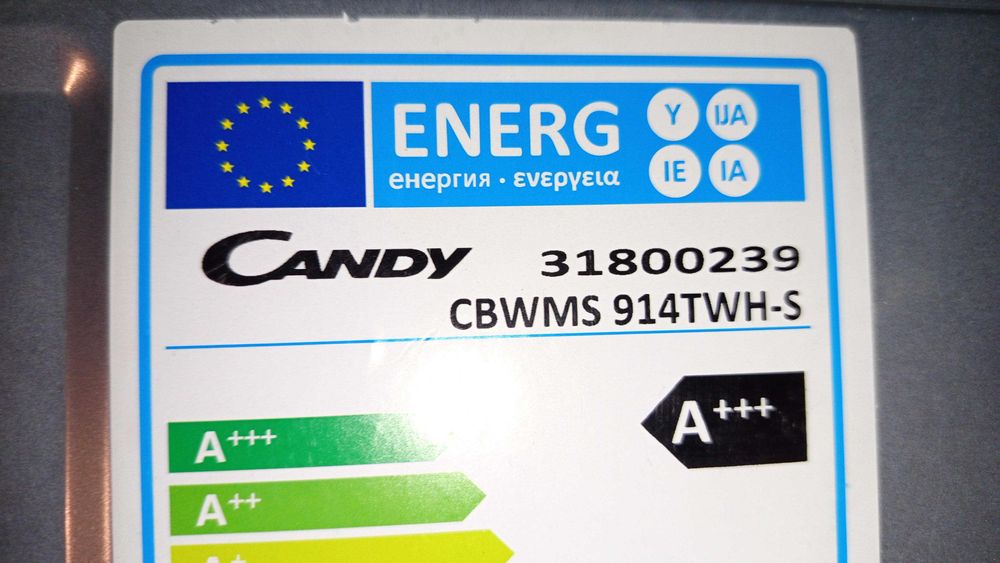 ENERG Y IJA
енергия · ενεργεια IE IA
CANDY 31800239
CBWMS 914TWH-S
A+++
A+++
A++
A+